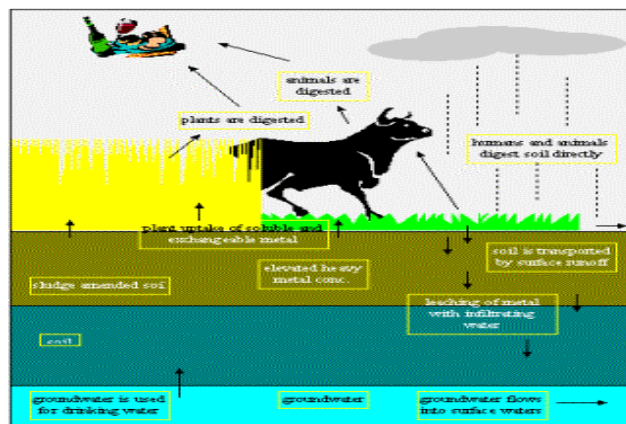 animals are
digested
plants are digested
humans and animals
digest soil directly
plant uptake of soluble and
exchangeable metal
soil is transported
by surface runoff
elevated heavy
metal conc.
sludge amended soil
leaching of metal
with infiltrating
water
soil
groundwater is used
for drinking water
groundwater
groundwater flows
into surface waters